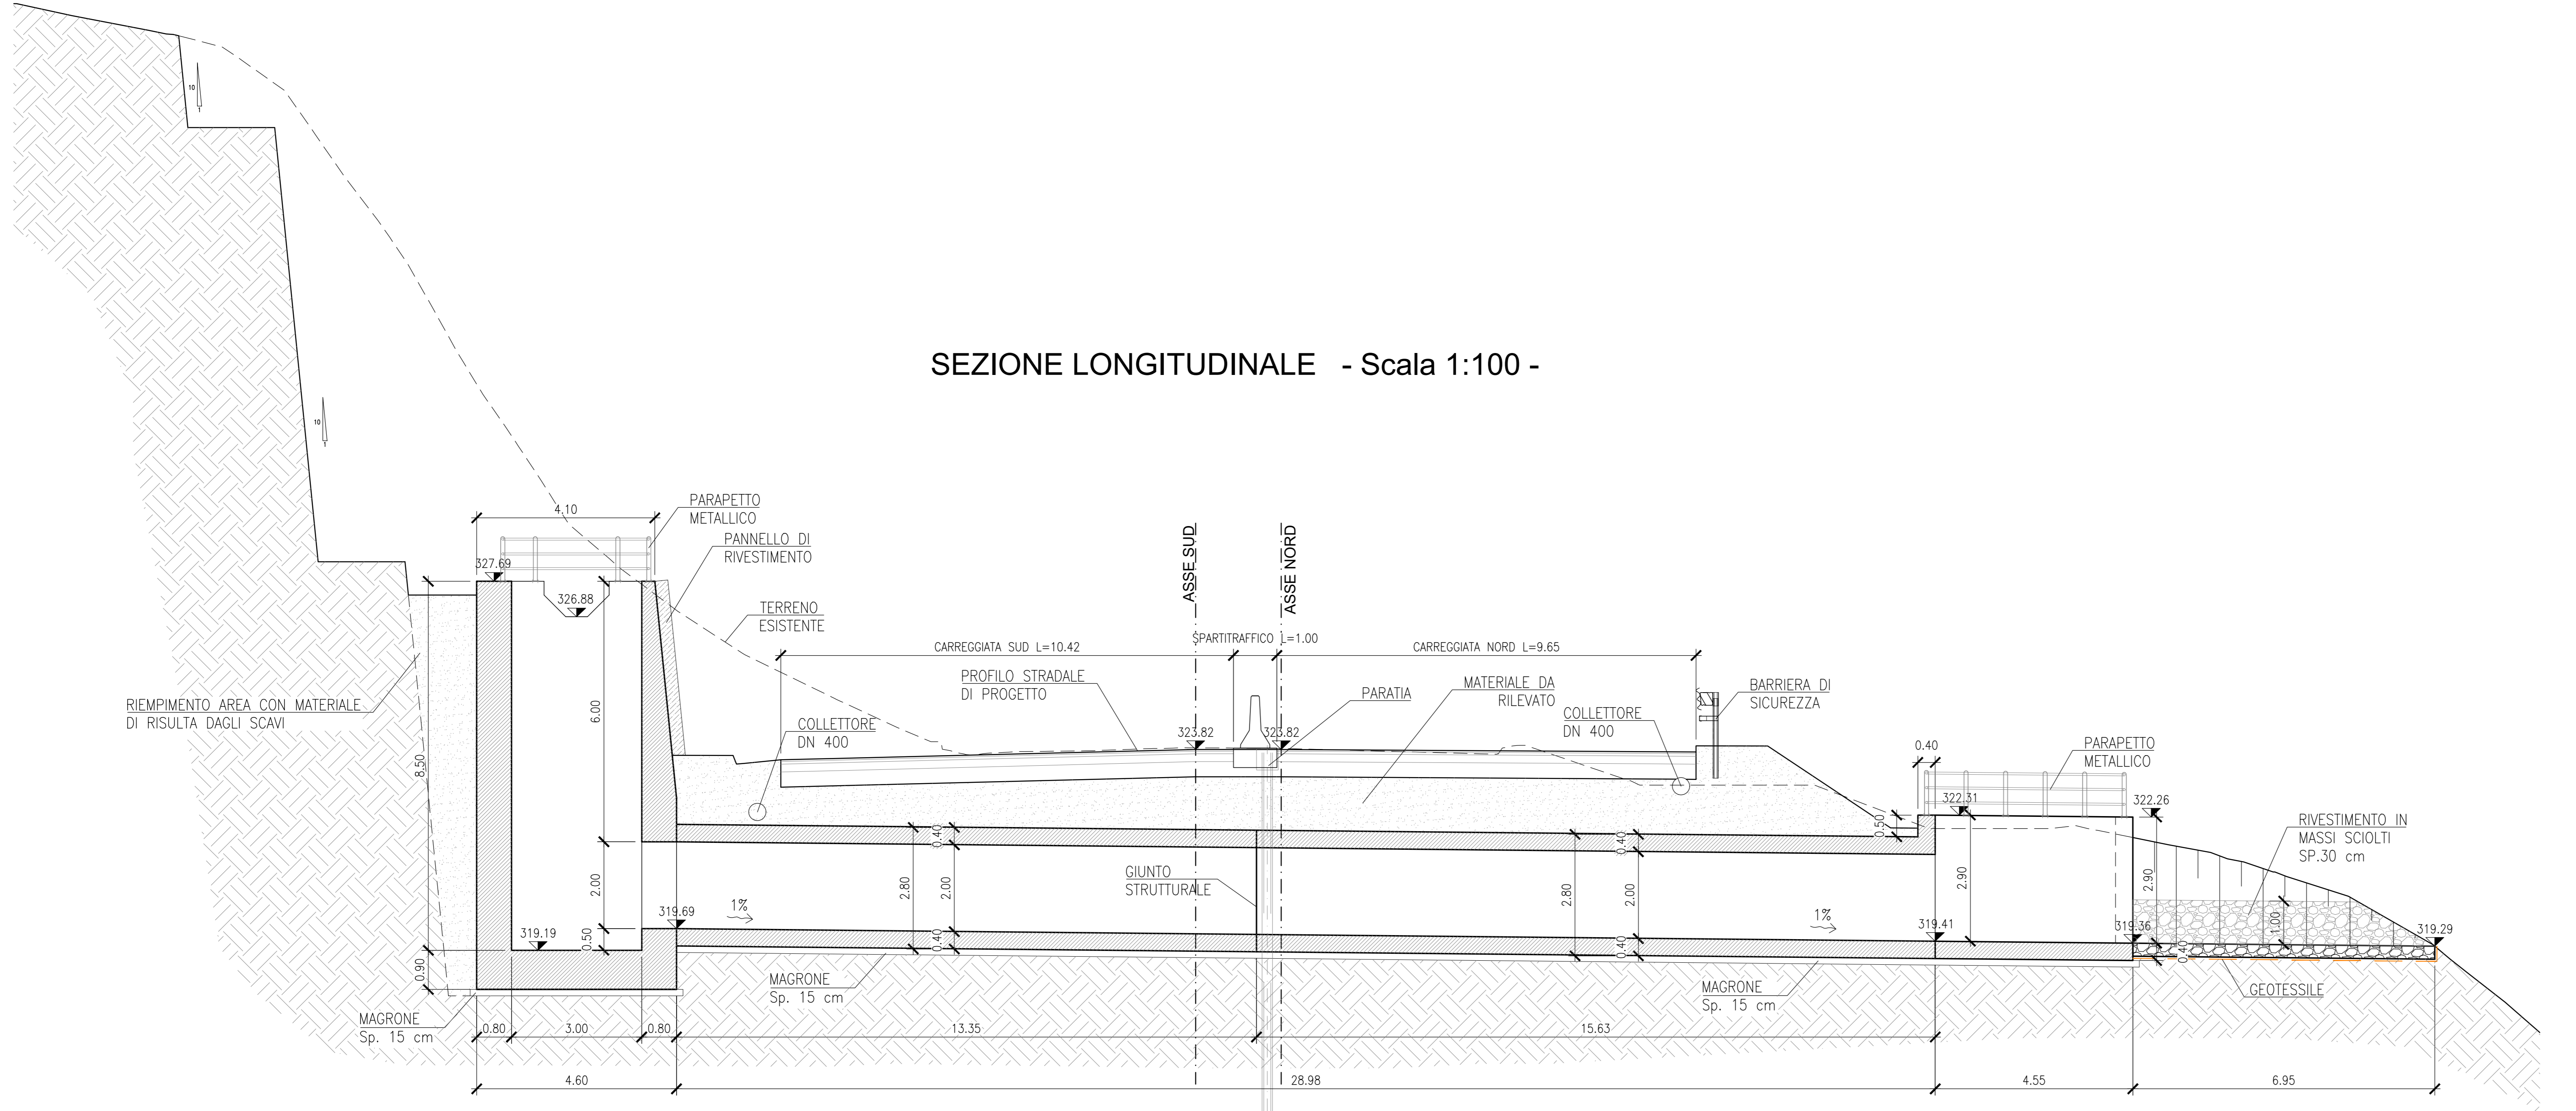 10
1
10
1
SEZIONE LONGITUDINALE - Scala 1:100 -
4.10
PARAPETTO
METALLICO
PANNELLO DI
RIVESTIMENTO
327.69
326.88
TERRENO
ESISTENTE
ASSE SUD
ASSE NORD
CARREGGIATA SUD L=10.42
SPARTITRAFFICO L=1.00
CARREGGIATA NORD L=9.65
PROFILO STRADALE
DI PROGETTO
PARATIA
MATERIALE DA
RILEVATO
COLLETTORE
DN 400
BARRIERA DI
SICUREZZA
RIEMPIMENTO AREA CON MATERIALE
DI RISULTA DAGLI SCAVI
COLLETTORE
DN 400
323.82
323.82
6.00
8.50
0.40
PARAPETTO
METALLICO
322.31
322.26
RIVESTIMENTO IN
MASSI SCIOLTI
SP.30 cm
0.50
0.40
0.40
2.00
2.80
2.00
GIUNTO
STRUTTURALE
2.80
2.00
2.90
2.90
1.00
319.69
1%
1%
319.41
319.36
319.29
319.19
0.50
0.40
0.40
0.40
0.90
MAGRONE
Sp. 15 cm
MAGRONE
Sp. 15 cm
GEOTESSILE
MAGRONE
Sp. 15 cm
0.80
3.00
0.80
13.35
15.63
4.60
28.98
4.55
6.95